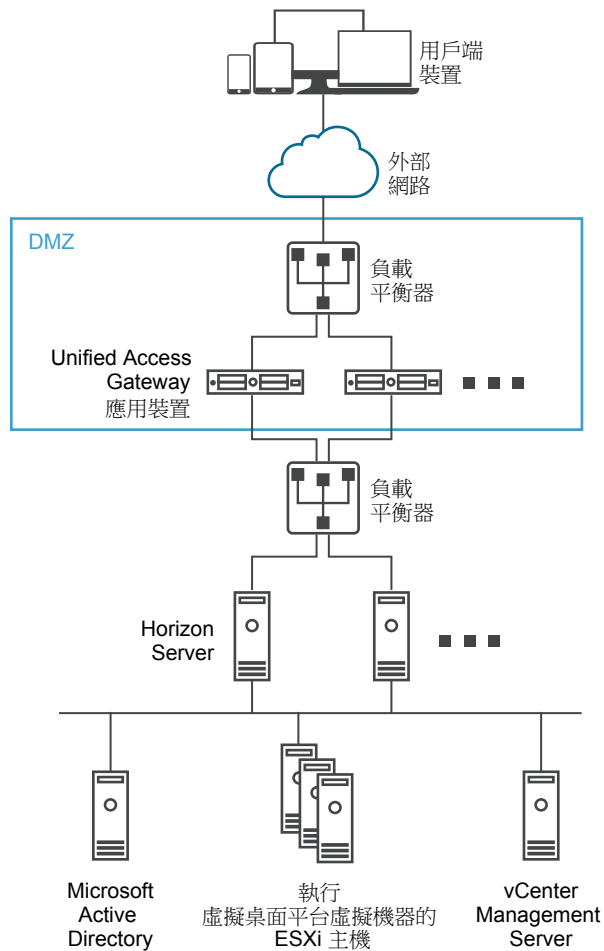 用戶端
裝置
外部
網路
DMZ
負載
平衡器
Unified Access
Gateway
應用裝置
負載
平衡器
Horizon
Server
Microsoft
Active
Directory
執行
虛擬桌面平台虛擬機器的
ESXi 主機
vCenter
Management
Server